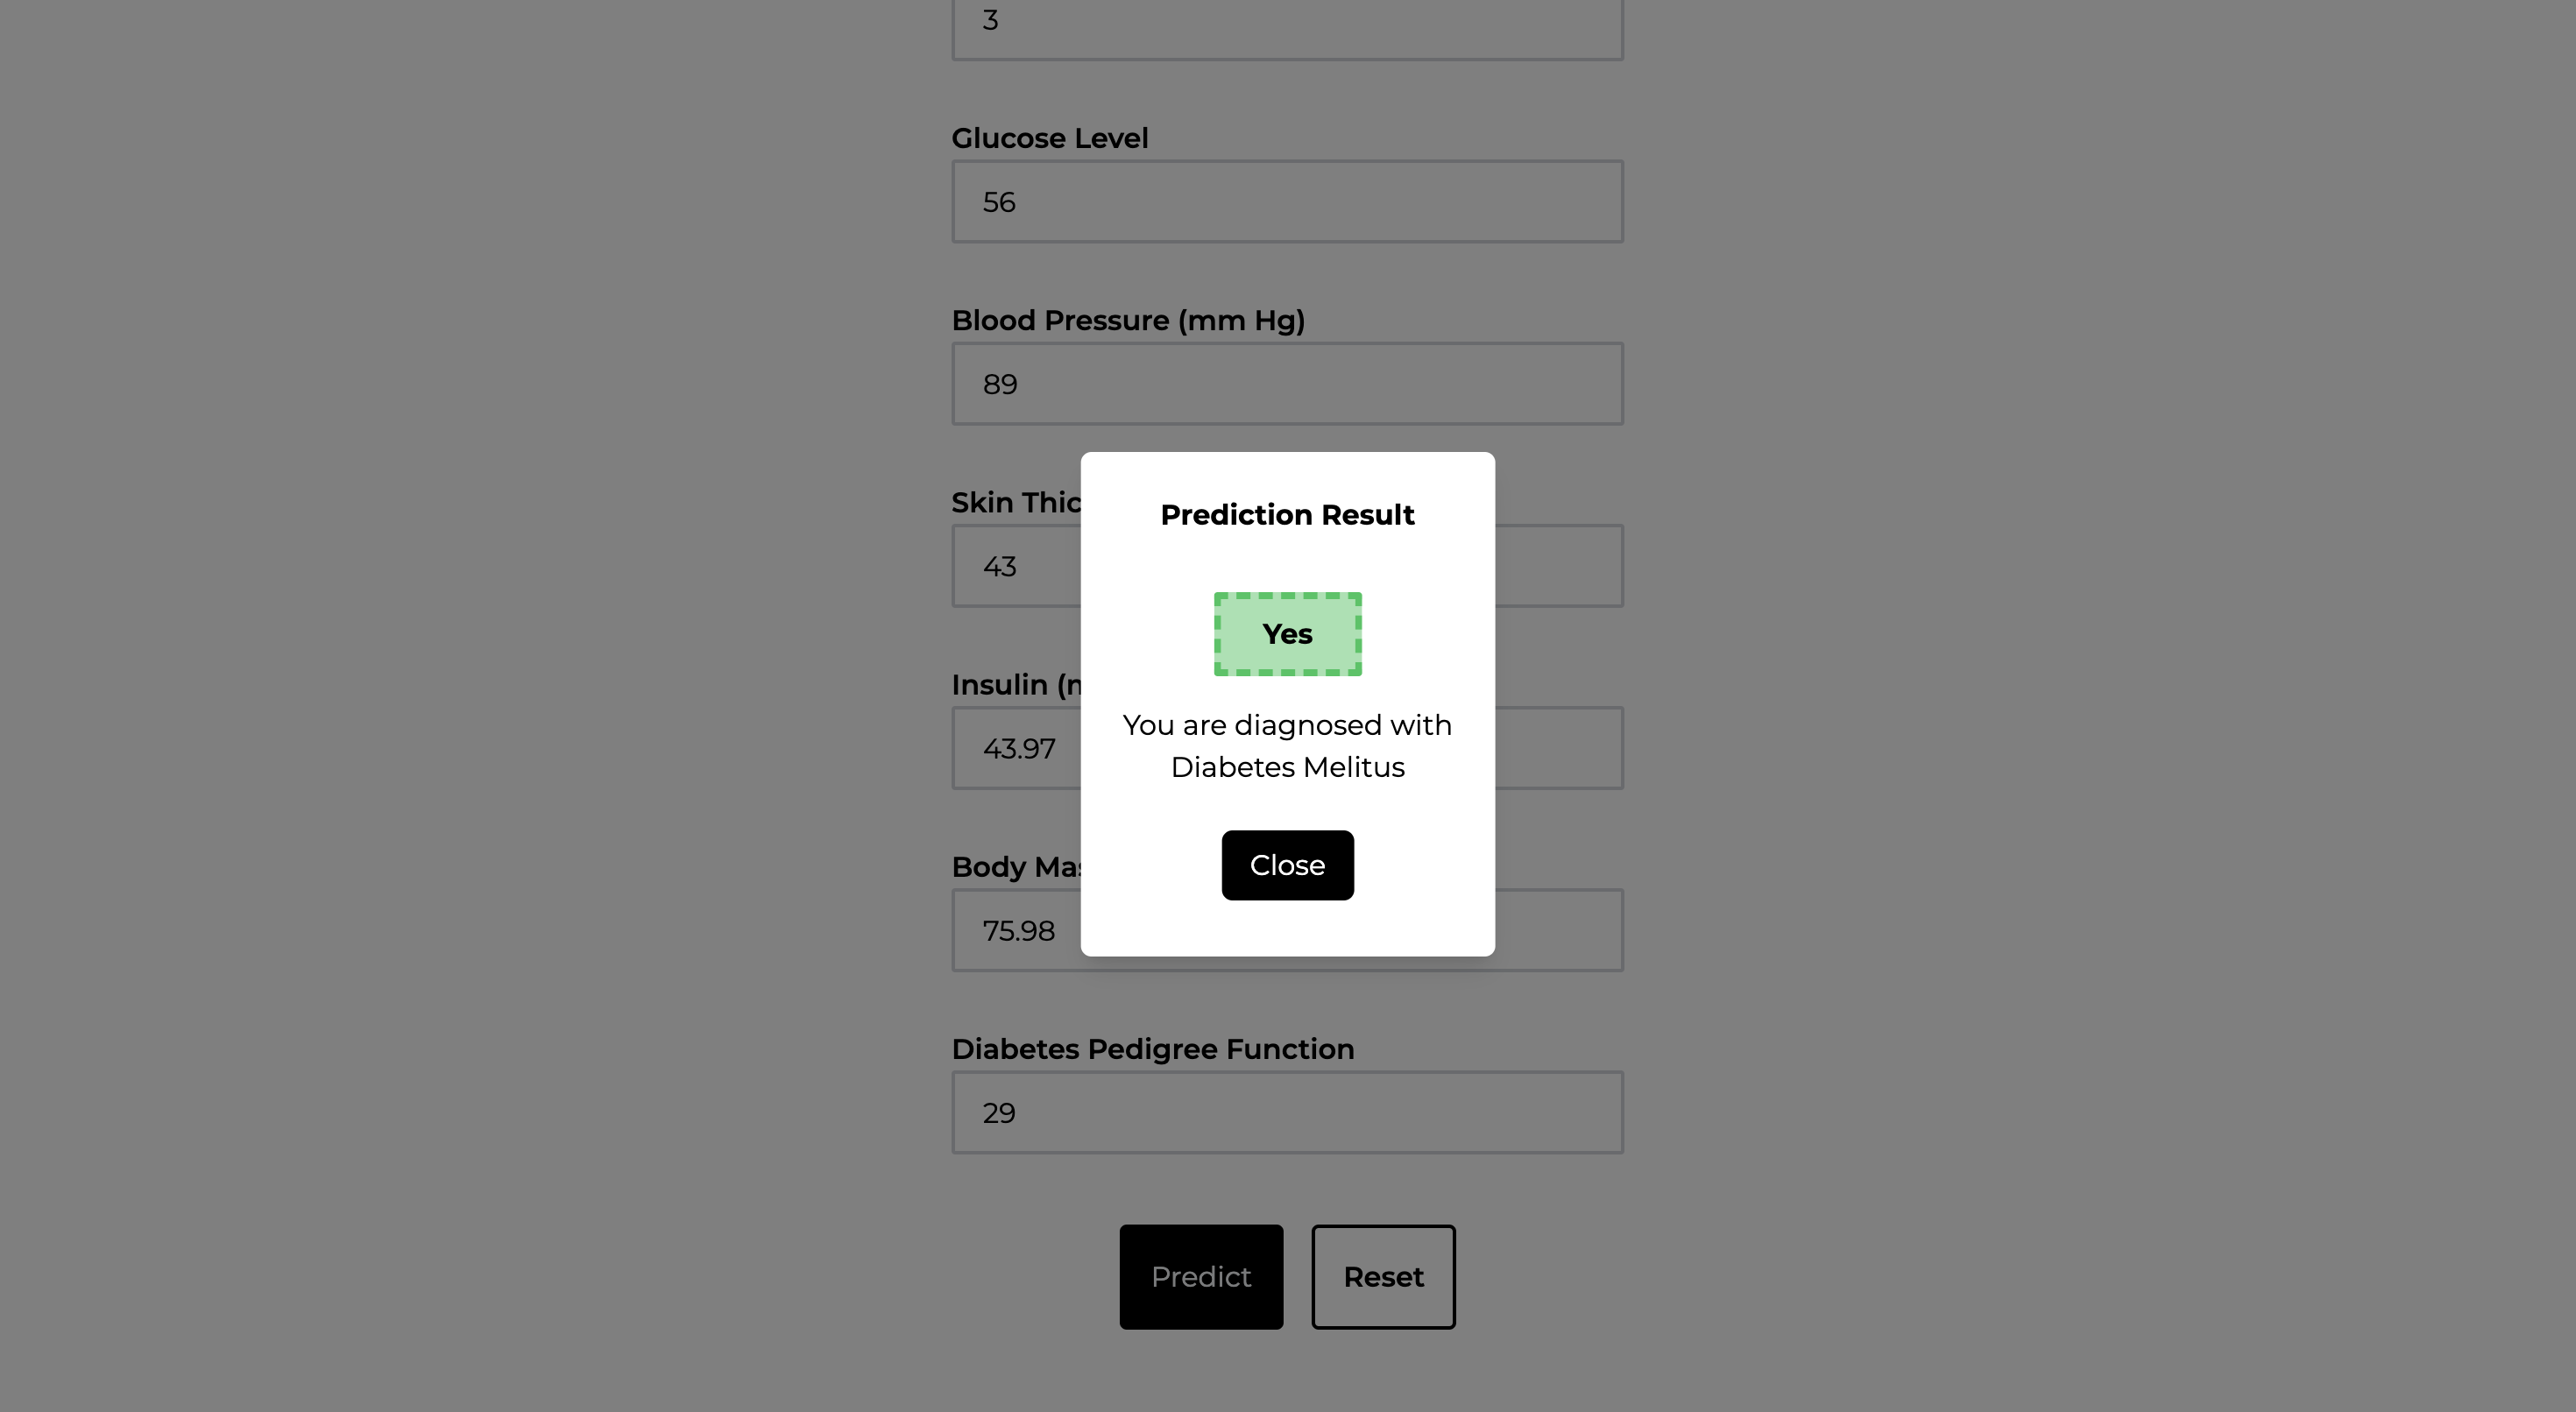 3
Glucose Level
56
Blood Pressure (mm Hg)
89
Skin Thic
43
Prediction Result
Yes
You are diagnosed with
Diabetes Melitus
Close
Insulin (
43.97
Body Mas
75.98
Diabetes Pedigree Function
29
Predict
Reset